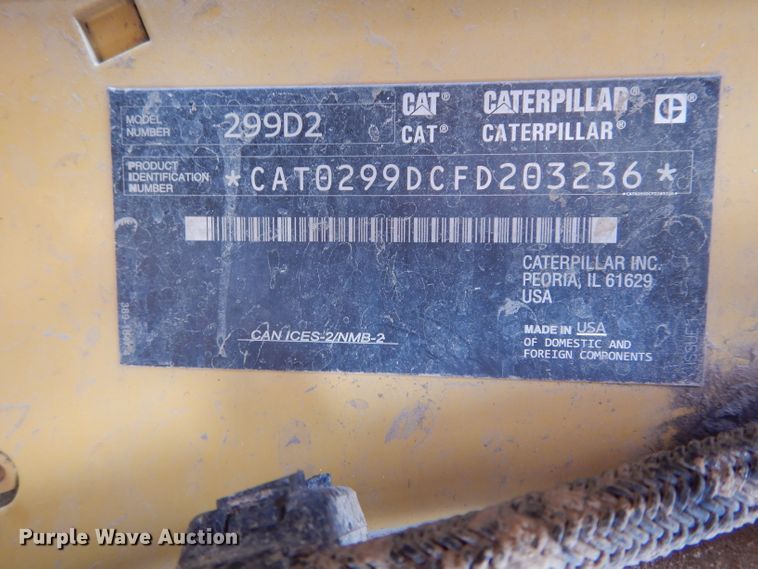 MODEL NUMBER 299D2
CAT® CATERPILLAR®
CAT® CATERPILLAR®
PRODUCT IDENTIFICATION NUMBER *CAT0299DCFD203236*
CATERPILLAR INC.
PEORIA, IL 61629
USA
CAN ICES-2/NMB-2
MADE IN USA
OF DOMESTIC AND
FOREIGN COMPONENTS
Purple Wave Auction